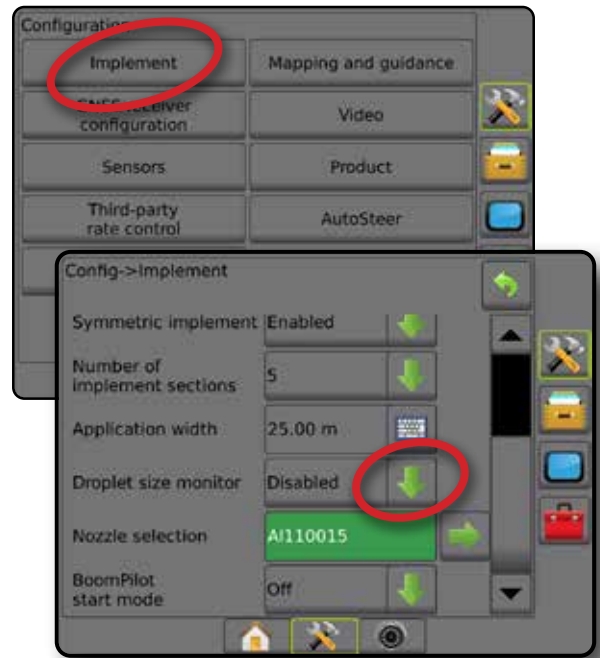 Configuration
Implement
Mapping and guidance
GNSS receiver
configuration
Video
Sensors
Product
Third-party
rate control
AutoSteer
Config->Implement
Symmetric implement
Enabled
Number of
implement sections
5
Application width
25.00 m
Droplet size monitor
Disabled
Nozzle selection
AI110015
BoomPilot
start mode
Off